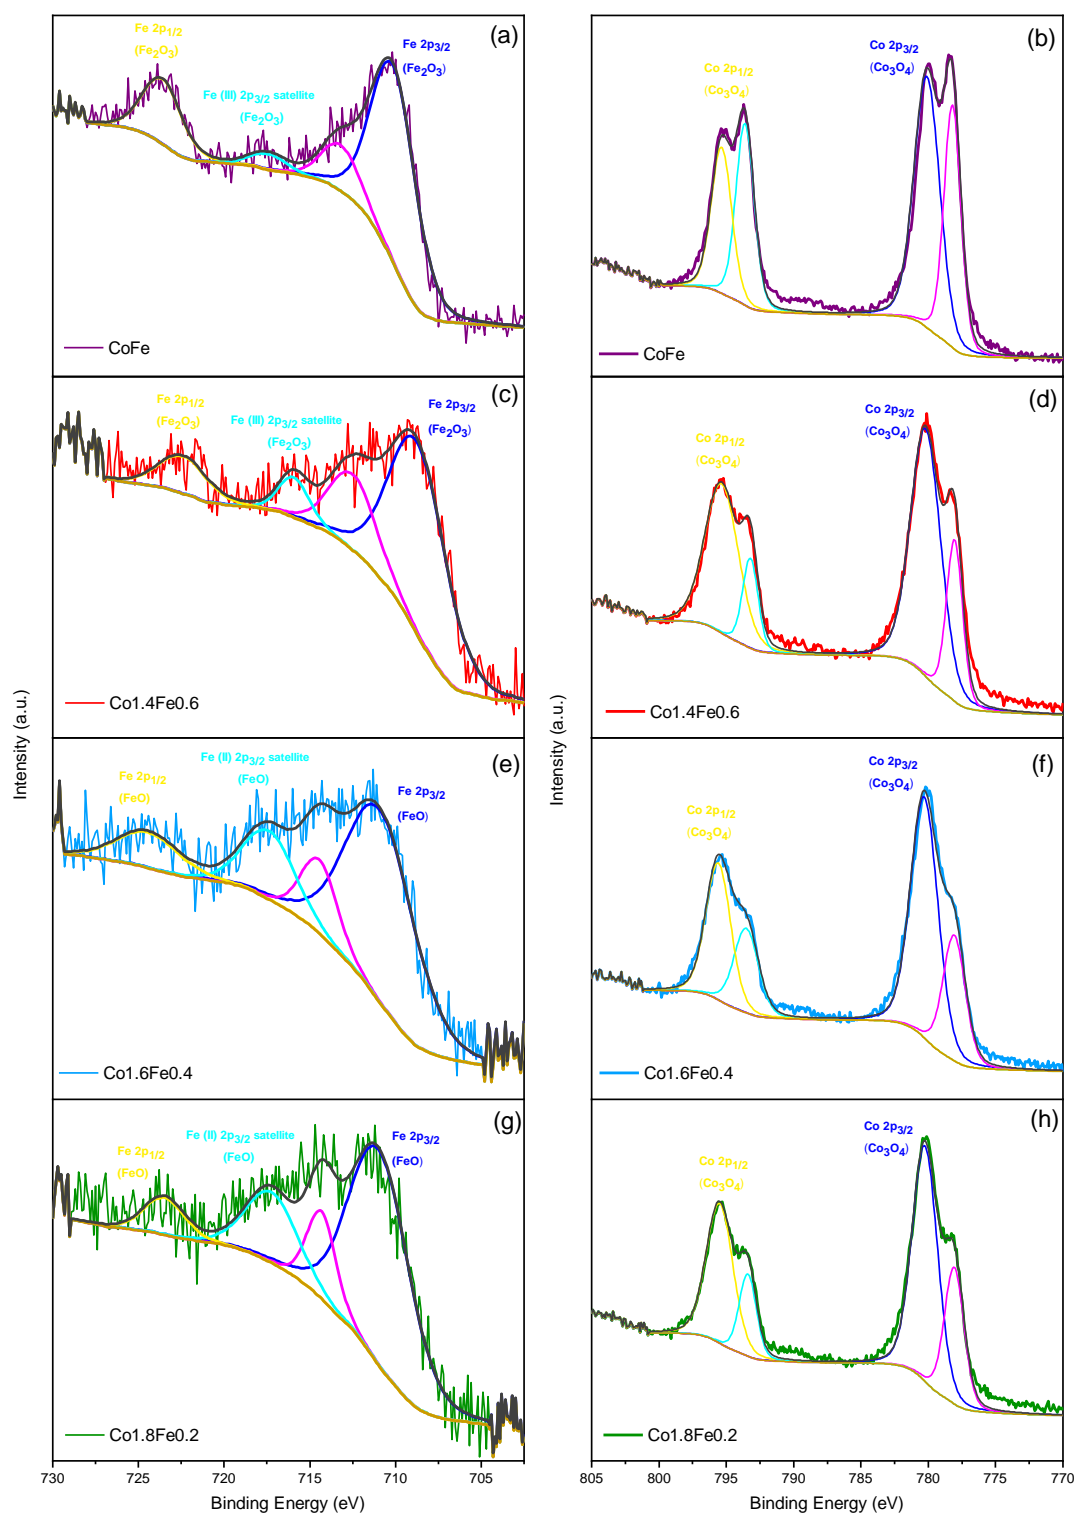 Fe 2p1/2
(Fe2O3)
Fe 2p3/2
(Fe2O3)
(a)
Fe (III) 2p3/2 satellite
(Fe2O3)
CoFe
Co 2p3/2
(Co3O4)
(b)
Co 2p1/2
(Co3O4)
CoFe
Fe 2p1/2
(Fe2O3)
Fe (III) 2p3/2 satellite
(Fe2O3)
Fe 2p3/2
(Fe2O3)
(c)
Co1.4Fe0.6
Co 2p3/2
(Co3O4)
(d)
Co 2p1/2
(Co3O4)
Co1.4Fe0.6
Intensity (a.u.)
Intensity (a.u.)
Fe (II) 2p3/2 satellite
(FeO)
(e)
Fe 2p1/2
(FeO)
Fe 2p3/2
(FeO)
Co1.6Fe0.4
Co 2p3/2
(Co3O4)
(f)
Co 2p1/2
(Co3O4)
Co1.6Fe0.4
Fe 2p1/2
(FeO)
Fe (II) 2p3/2 satellite
(FeO)
Fe 2p3/2
(FeO)
(g)
Co1.8Fe0.2
Co 2p3/2
(Co3O4)
(h)
Co 2p1/2
(Co3O4)
Co1.8Fe0.2
730 725 720 715 710 705
Binding Energy (eV)
805 800 795 790 785 780 775 770
Binding Energy (eV)